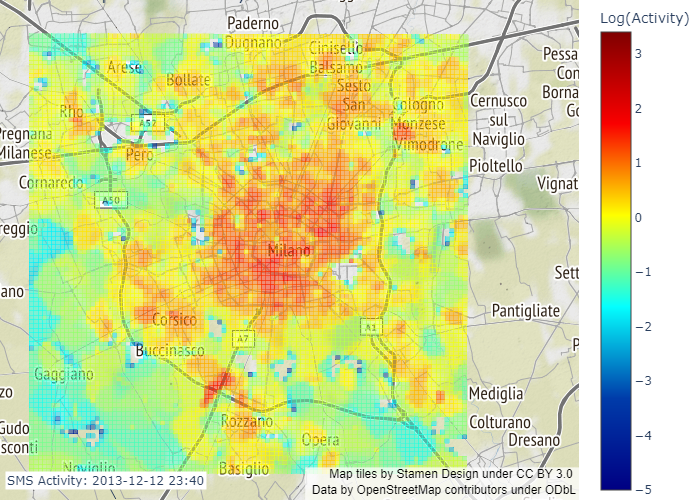 Paderno
Dugnano
Cinisello
Balsamo
Arese
Bollate
Sesto
San
Giovanni
Rho
A52
Cologno
Monzese
Vimodrone
Pessa
Con
Borna
Go
Cernusco
sul
Naviglio
Pregnana
Milanese
Pero
Pioltello
Cornaredo
A50
Vignat
reggio
Milano
Sett
ano
Corsico
Pantigliate
A7
A1
Buccinasco
P
Gaggiano
zo
Mediglia
Rozzano
Colturano
Gudo
sconti
Opera
Dresano
Noviglio
Basiglio
SMS Activity: 2013-12-12 23:40
Map tiles by Stamen Design under CC BY 3.0
Data by OpenStreetMap contributors under ODbL
Log(Activity)
3
2
1
0
−1
−2
−3
−4
−5